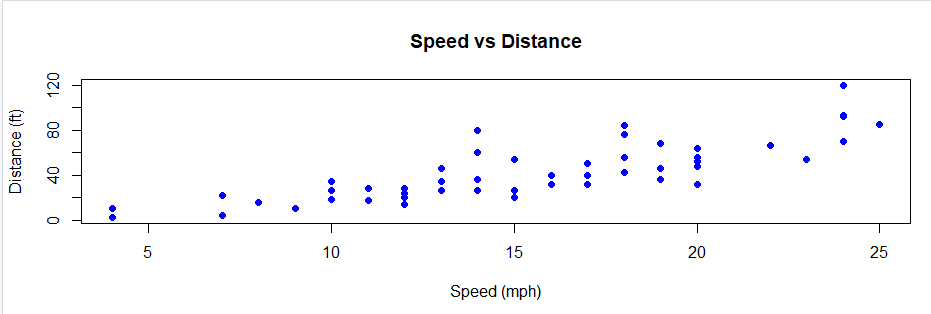 Speed vs Distance
Distance (ft)
120
80
40
0
5 10 15 20 25
Speed (mph)